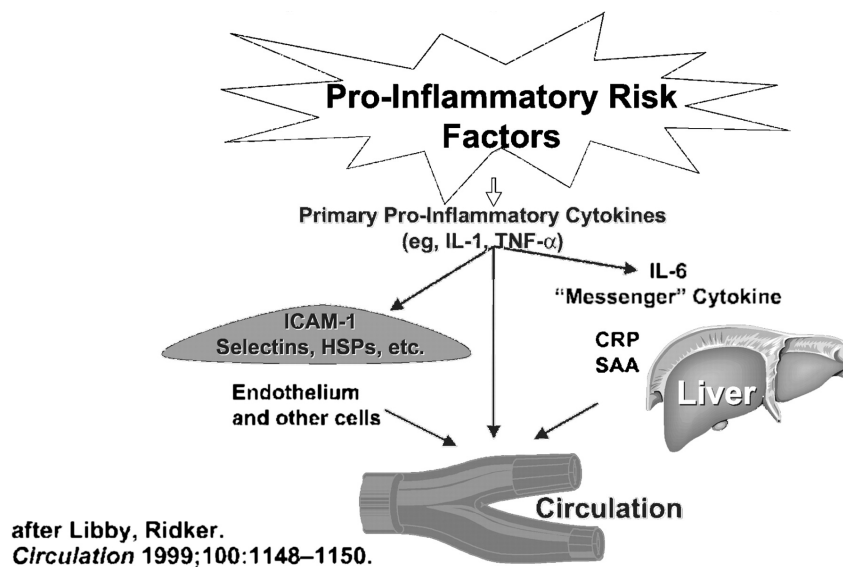 Pro-Inflammatory Risk
Factors
Primary Pro-Inflammatory Cytokines
(eg, IL-1, TNF-α)
IL-6
“Messenger” Cytokine
ICAM-1
Selectins, HSPs, etc.
CRP
SAA
Liver
Endothelium
and other cells
Circulation
after Libby, Ridker.
Circulation 1999;100:1148–1150.